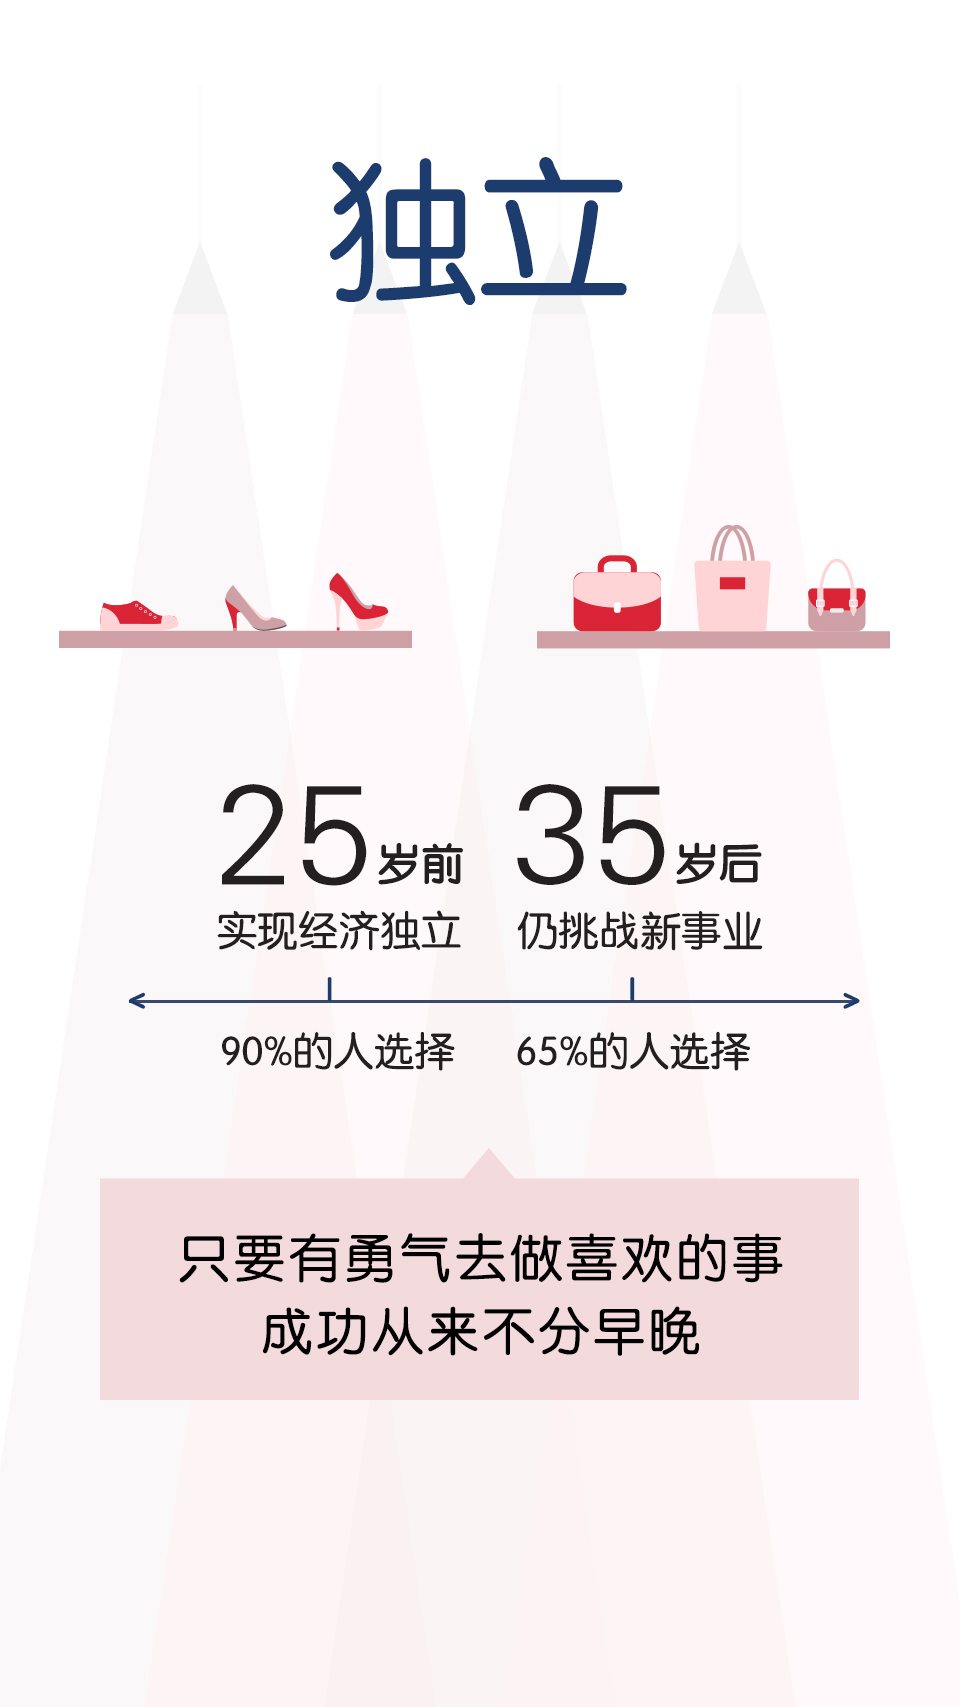 独立
25岁前 35岁后
实现经济独立 仍挑战新事业
90%的人选择 65%的人选择
只要有勇气去做喜欢的事
成功从来不分早晚